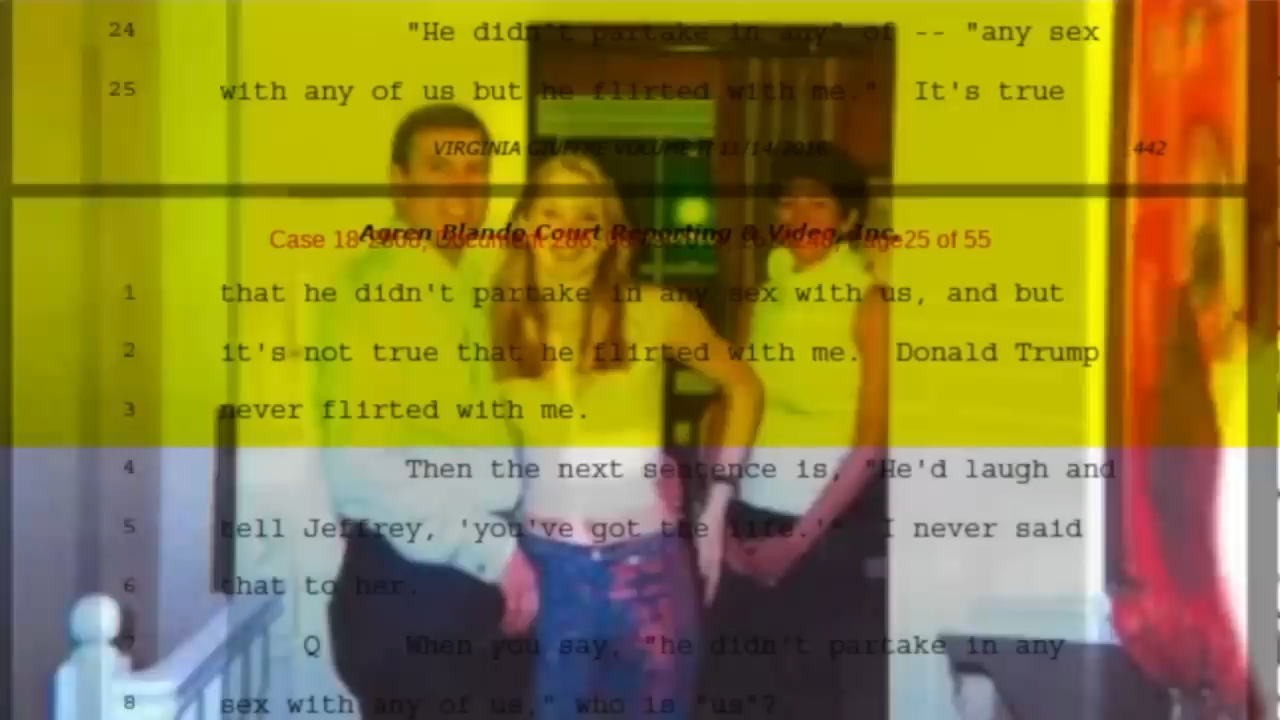 24 "He didn't partake in any" of -- "any sex
25 with any of us but he flirted with me." It's true
VIRGINIA GIUFFRE VOLUME II 11/14/2016 442
Agren Blando Court Reporting & Video, Inc.
Case 18-2868, Document 286, Page25 of 55
1 that he didn't partake in any sex with us, and but
2 it's not true that he flirted with me. Donald Trump
3 never flirted with me.
4 Then the next sentence is, "He'd laugh and
5 tell Jeffrey, 'you've got the life.'" I never said
6 that to her.
7 Q When you say, "he didn't partake in any
8 sex with any of us," who is "us"?